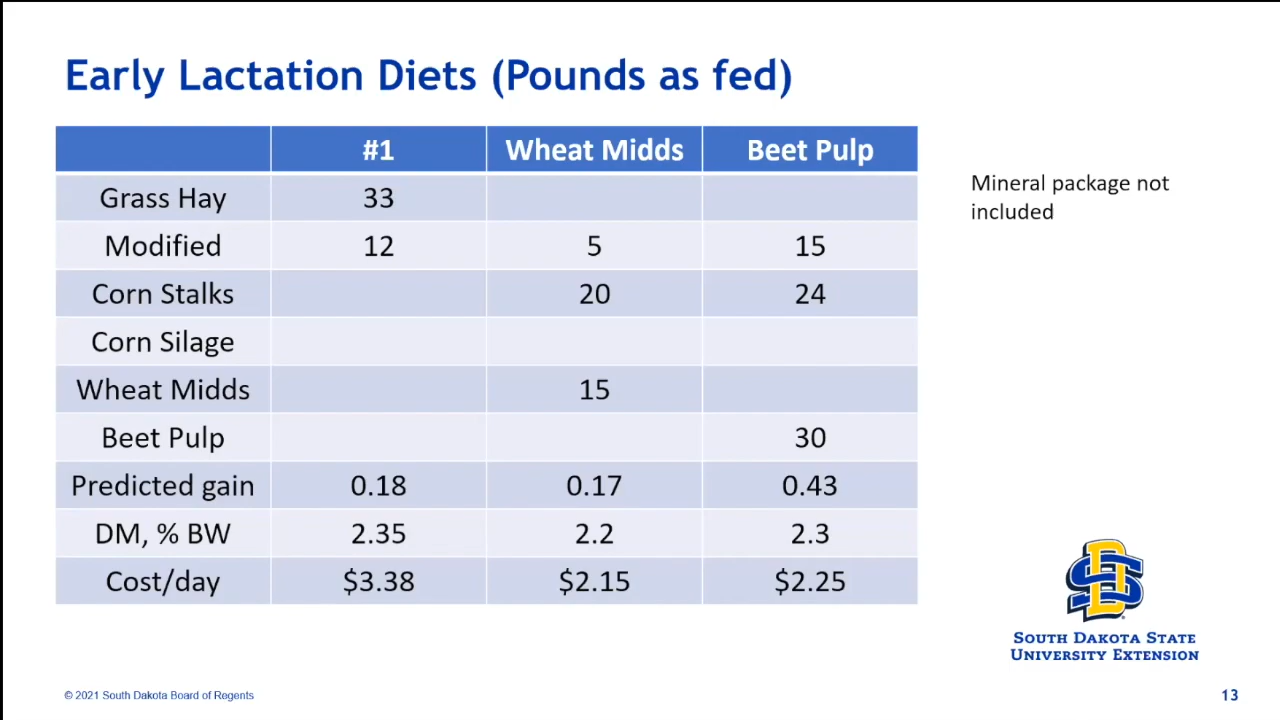 Early Lactation Diets (Pounds as fed)
#1 Wheat Midds Beet Pulp
Grass Hay 33
Modified 12 5 15
Corn Stalks 20 24
Corn Silage
Wheat Midds 15
Beet Pulp 30
Predicted gain 0.18 0.17 0.43
DM, % BW 2.35 2.2 2.3
Cost/day $3.38 $2.15 $2.25
Mineral package not
included
SOUTH DAKOTA STATE
UNIVERSITY EXTENSION
© 2021 South Dakota Board of Regents
13